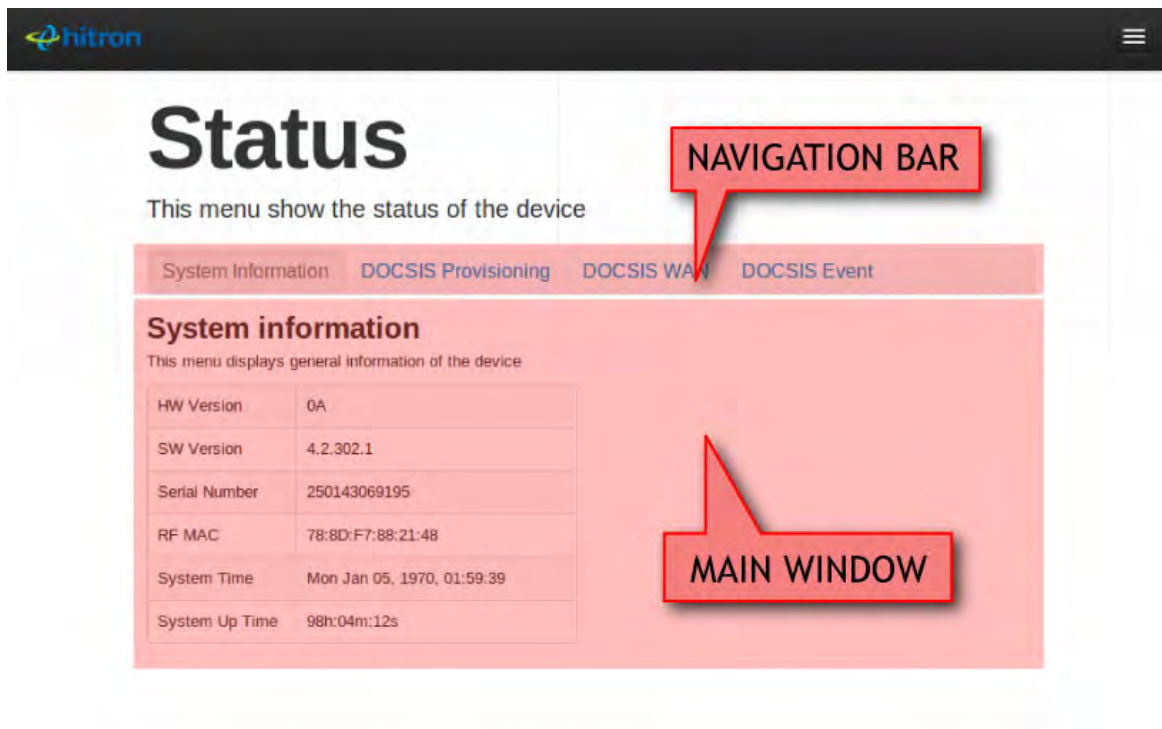 hitron
Status
NAVIGATION BAR
This menu show the status of the device
System Information DOCSIS Provisioning DOCSIS WAN DOCSIS Event
System information
This menu displays general information of the device
HW Version 0A
SW Version 4.2.302.1
Serial Number 250143069195
RF MAC 78:8D:F7:88:21:48
MAIN WINDOW
System Time Mon Jan 05, 1970, 01:59:39
System Up Time 98h:04m:12s